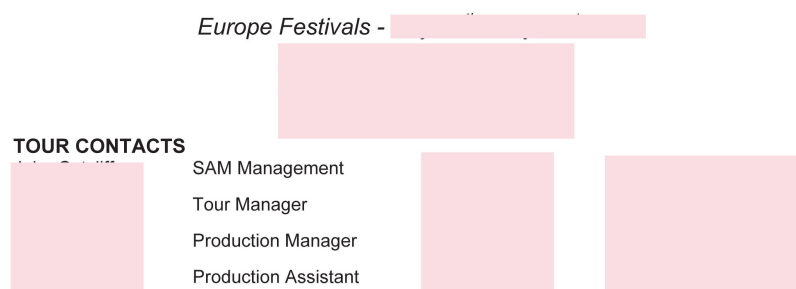 Europe Festivals -
TOUR CONTACTS
SAM Management
Tour Manager
Production Manager
Production Assistant